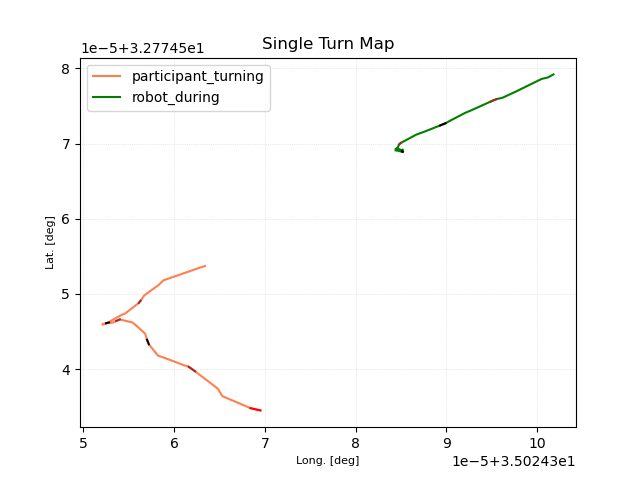 Single Turn Map
1e−5+3.27745e1
participant_turning
robot_during
8
7
6
5
4
Lat. [deg]
5 6 7 8 9 10
Long. [deg]
1e−5+3.50243e1